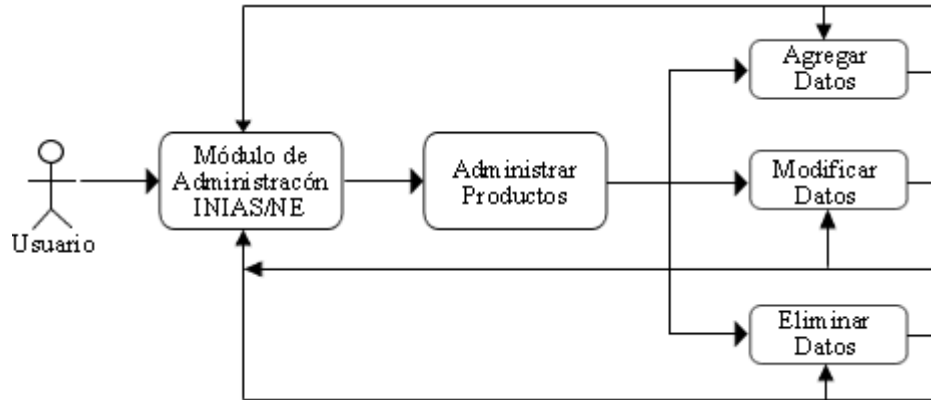 Agregar
Datos
Módulo de
Administracón
INIAS/NE
Administrar
Productos
Modificar
Datos
Usuario
Eliminar
Datos